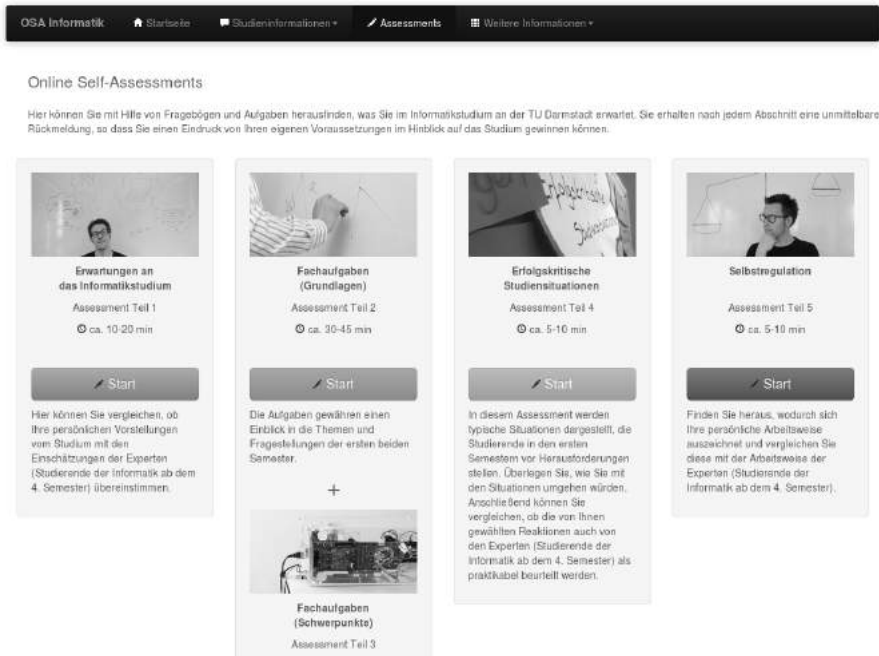 OSA Informatik Startseite Studieninformationen Assessments Weitere Informationen
Online Self-Assessments
Hier können Sie mit Hilfe von Fragebögen und Aufgaben herausfinden, was Sie im Informatikstudium an der TU Darmstadt erwartet. Sie erhalten nach jedem Abschnitt eine unmittelbare
Rückmeldung, so dass Sie einen Eindruck von Ihren eigenen Voraussetzungen im Hinblick auf das Studium gewinnen können.
Erwartungen an
das Informatikstudium
Assessment Teil 1
ca. 10-20 min
Start
Hier können Sie vergleichen, ob
Ihre persönlichen Vorstellungen
vom Studium mit den
Einschätzungen der Experten
(Studierende der Informatik ab dem
4. Semester) übereinstimmen.
Fachaufgaben
(Grundlagen)
Assessment Teil 2
ca. 30-45 min
Start
Die Aufgaben gewähren einen
Einblick in die Themen und
Fragestellungen der ersten beiden
Semester.
+
Fachaufgaben
(Schwerpunkte)
Assessment Teil 3
Erfolgskritische
Studiensituationen
Assessment Teil 4
ca. 5-10 min
Start
In diesem Assessment werden
typische Situationen dargestellt, die
Studierende in den ersten
Semestern vor Herausforderungen
stellen. Überlegen Sie, wie Sie mit
den Situationen umgehen würden.
Anschließend können Sie
vergleichen, ob die von Ihnen
gewählten Reaktionen auch von
den Experten (Studierende der
Informatik ab dem 4. Semester) als
praktikabel beurteilt werden.
Selbstregulation
Assessment Teil 5
ca. 5-10 min
Start
Finden Sie heraus, wodurch sich
Ihre persönliche Arbeitsweise
auszeichnet und vergleichen Sie
diese mit der Arbeitsweise der
Experten (Studierende der
Informatik ab dem 4. Semester).